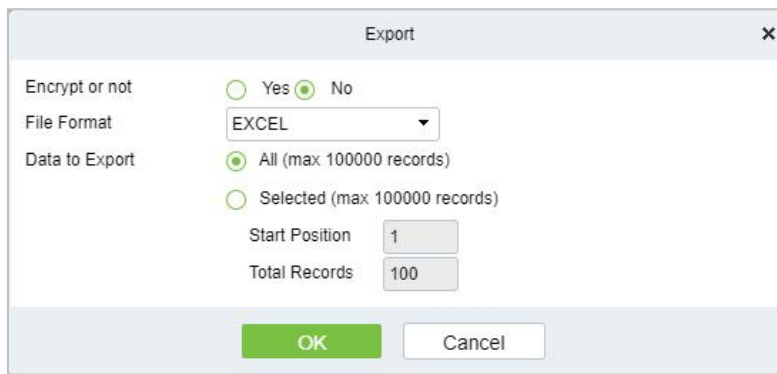 Export
Encrypt or not Yes No
File Format EXCEL
Data to Export All (max 100000 records)
Selected (max 100000 records)
Start Position 1
Total Records 100
OK Cancel